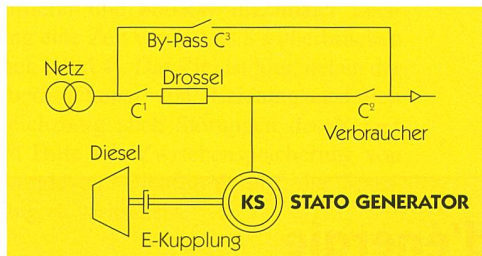 By-Pass C³
Netz
Drossel
C¹
C²
Verbraucher
Diesel
KS
STATO GENERATOR
E-Kupplung